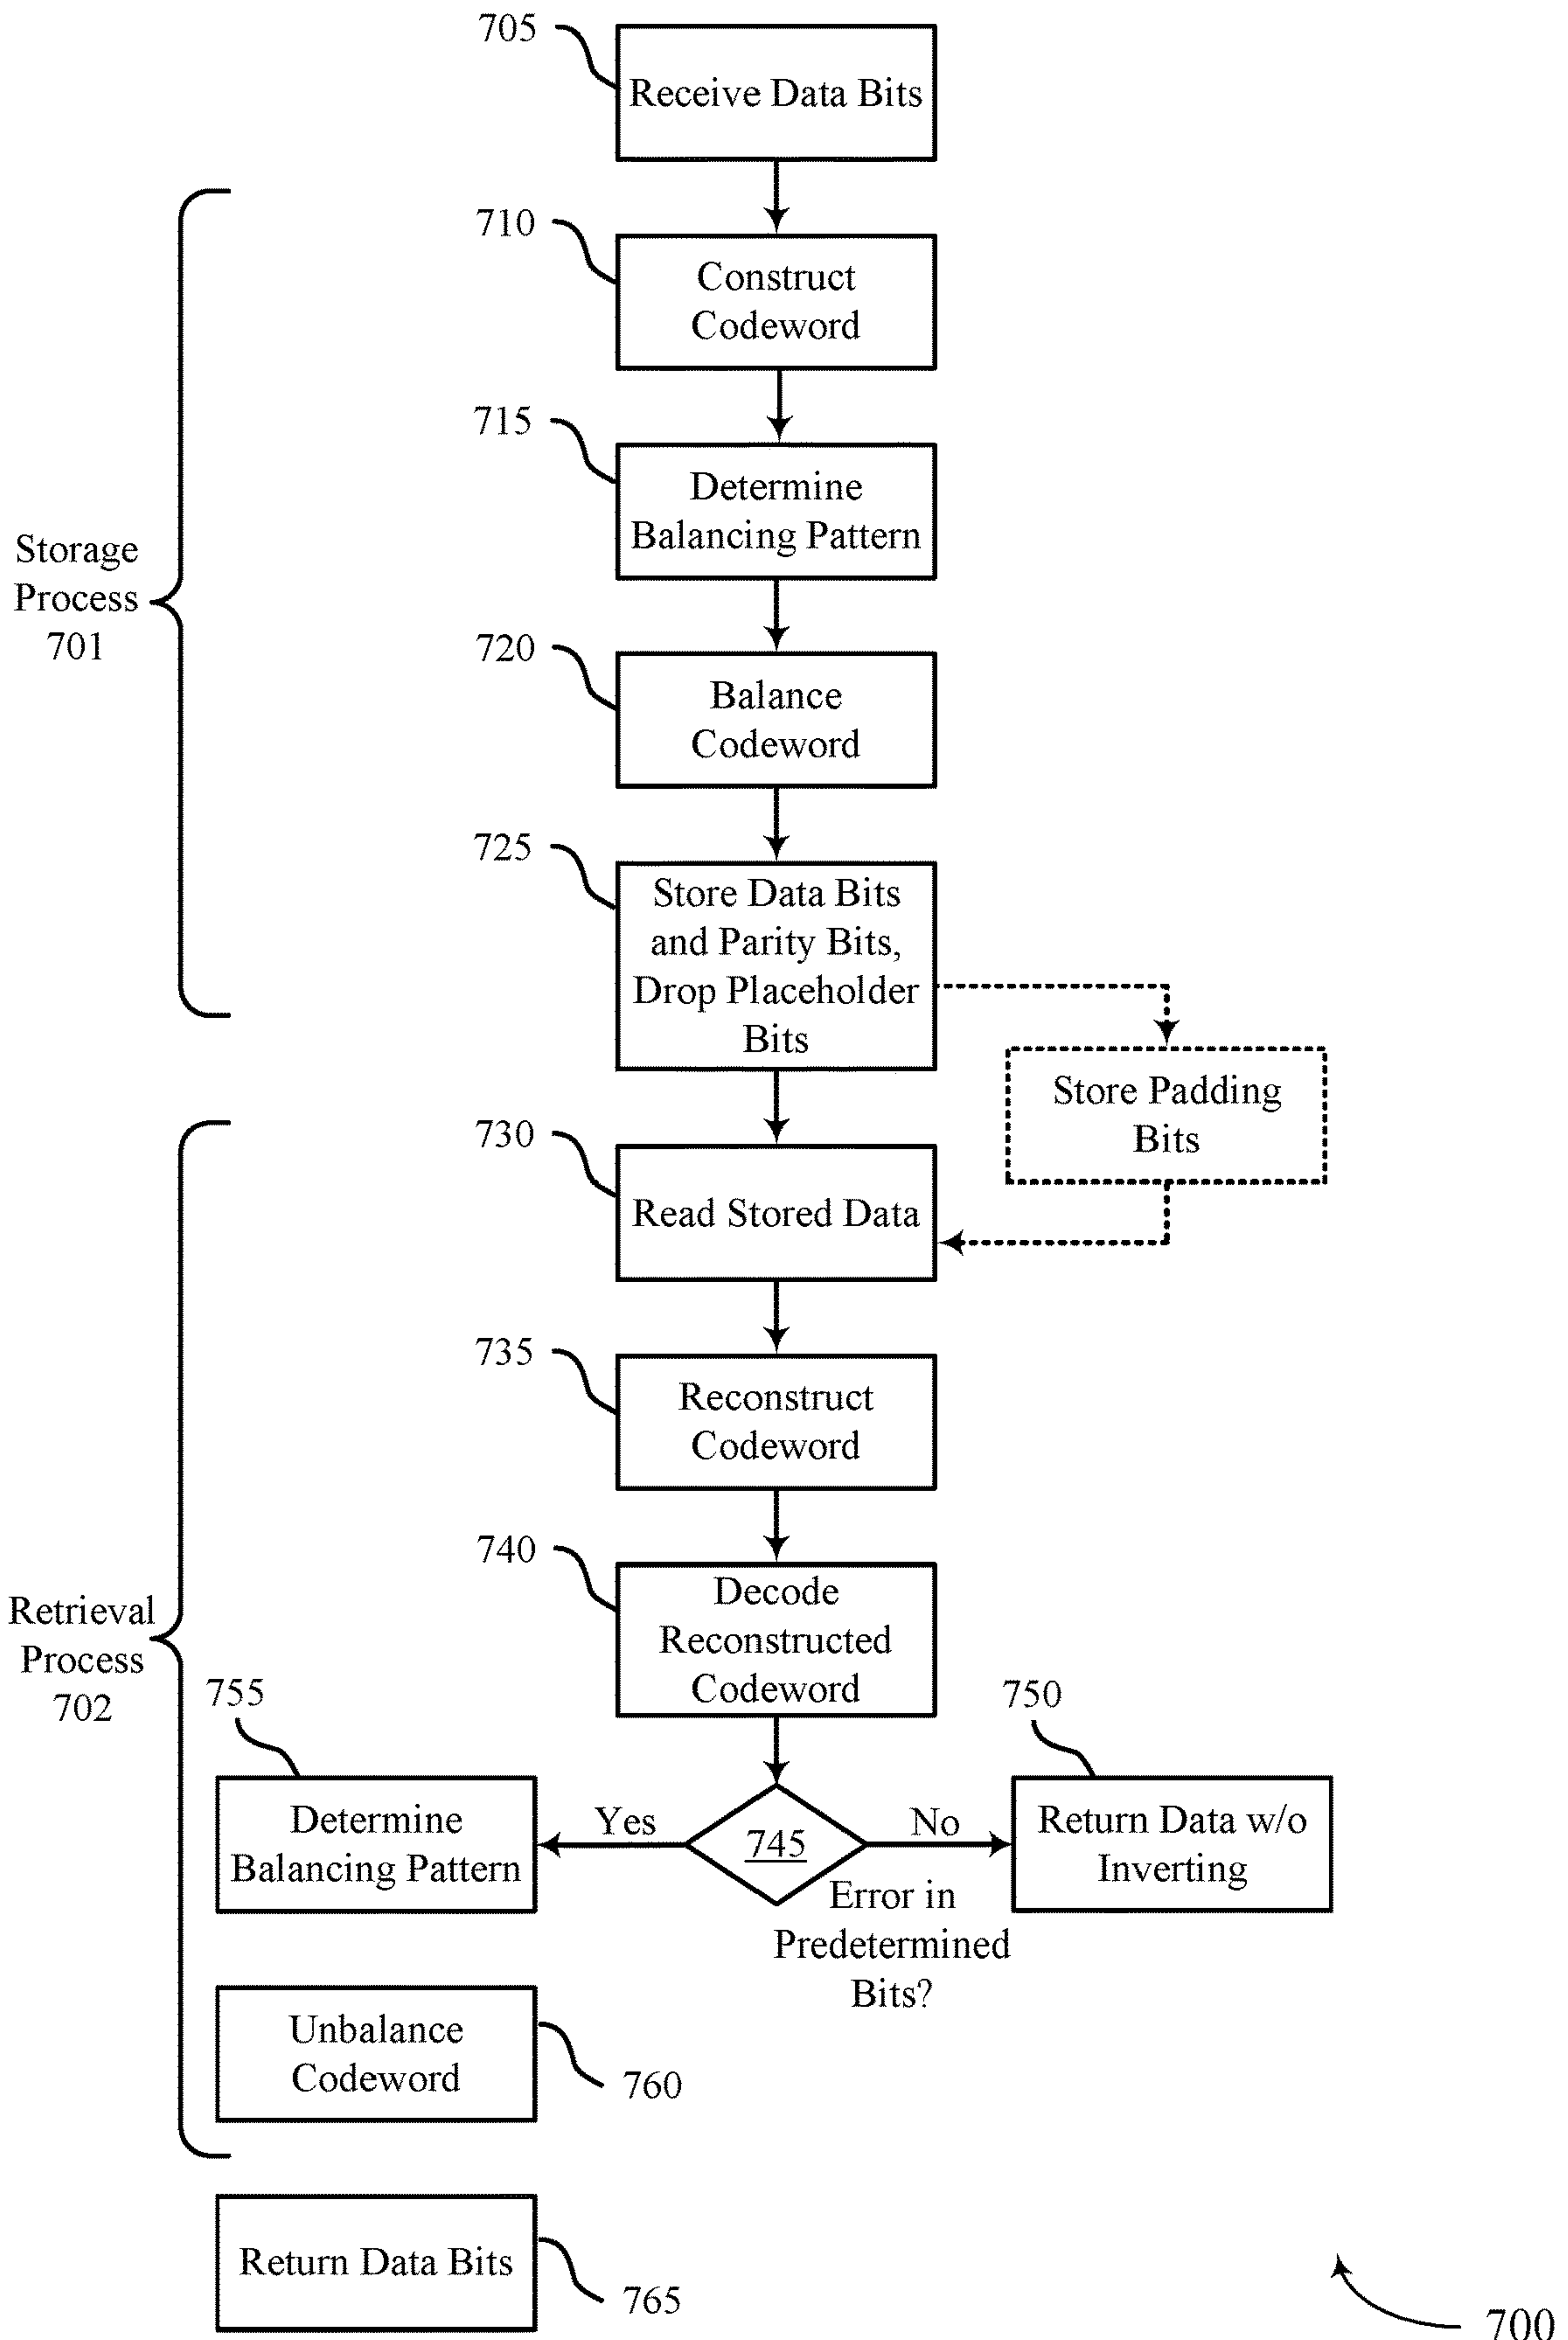 705
Receive Data Bits
710
Construct
Codeword
715
Determine
Balancing Pattern
Storage
Process
701
720
Balance
Codeword
725
Store Data Bits
and Parity Bits,
Drop Placeholder
Bits
Store Padding
Bits
730
Read Stored Data
735
Reconstruct
Codeword
740
Decode
Reconstructed
Codeword
Retrieval
Process
702
755
Determine
Balancing Pattern
Yes
745
No
Error in
Predetermined
Bits?
750
Return Data w/o
Inverting
Unbalance
Codeword
760
Return Data Bits
765
700